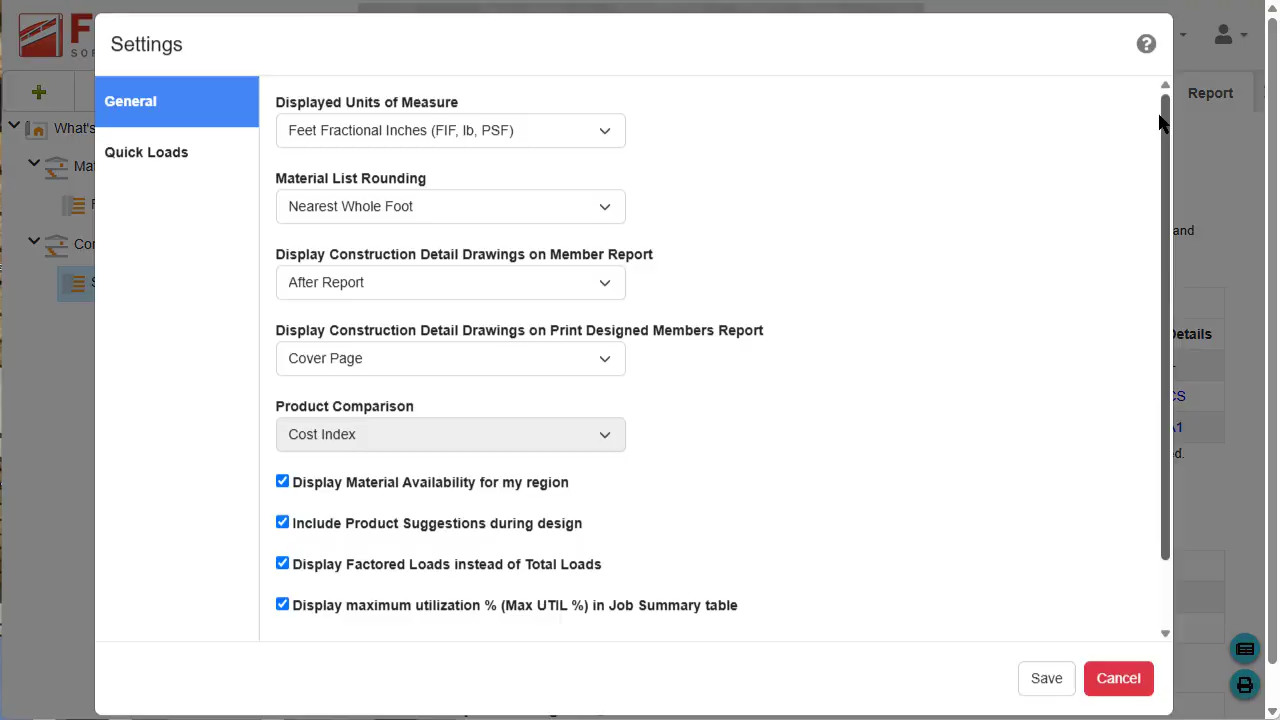 Settings
General
Quick Loads
Displayed Units of Measure
Feet Fractional Inches (FIF, lb, PSF)
Material List Rounding
Nearest Whole Foot
Display Construction Detail Drawings on Member Report
After Report
Display Construction Detail Drawings on Print Designed Members Report
Cover Page
Product Comparison
Cost Index
Display Material Availability for my region
Include Product Suggestions during design
Display Factored Loads instead of Total Loads
Display maximum utilization % (Max UTIL %) in Job Summary table
Save
Cancel
What's
Report
and